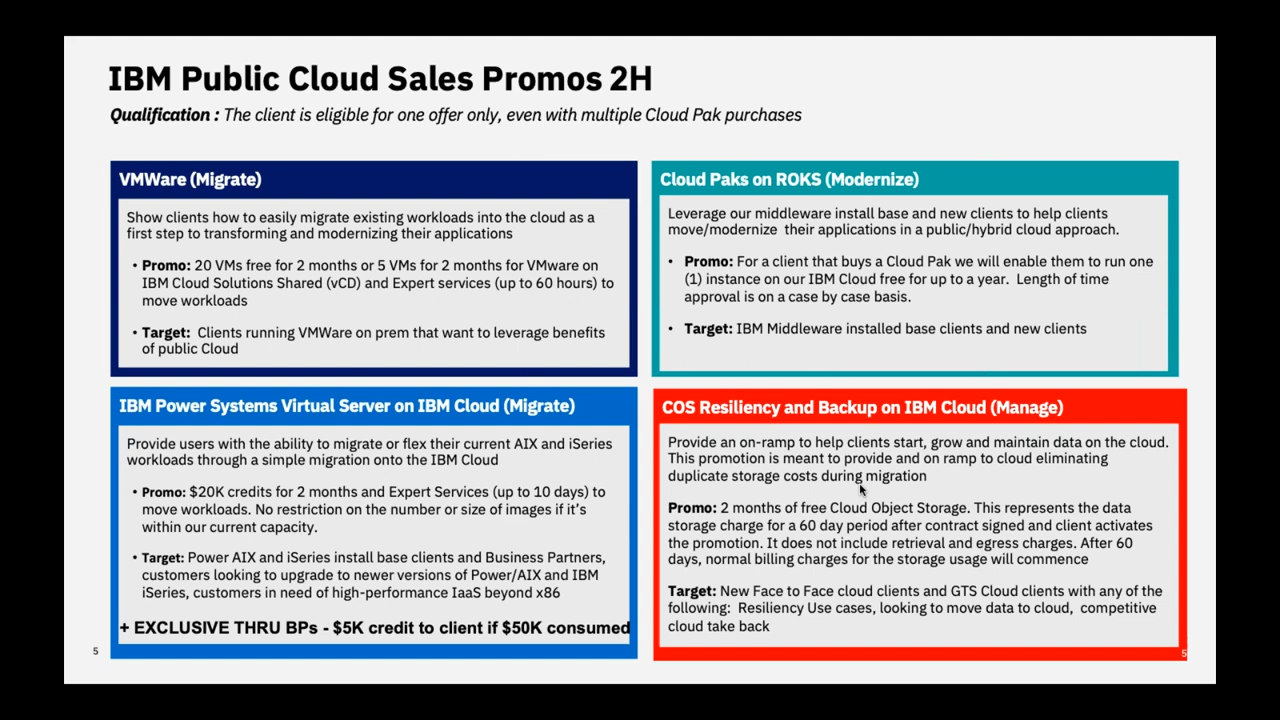 IBM Public Cloud Sales Promos 2H
Qualification : The client is eligible for one offer only, even with multiple Cloud Pak purchases
VMWare (Migrate)
Show clients how to easily migrate existing workloads into the cloud as a
first step to transforming and modernizing their applications
• Promo: 20 VMs free for 2 months or 5 VMs for 2 months for VMware on
IBM Cloud Solutions Shared (vCD) and Expert services (up to 60 hours) to
move workloads
• Target: Clients running VMWare on prem that want to leverage benefits
of public Cloud
Cloud Paks on ROKS (Modernize)
Leverage our middleware install base and new clients to help clients
move/modernize their applications in a public/hybrid cloud approach.
• Promo: For a client that buys a Cloud Pak we will enable them to run one
(1) instance on our IBM Cloud free for up to a year. Length of time
approval is on a case by case basis.
• Target: IBM Middleware installed base clients and new clients
IBM Power Systems Virtual Server on IBM Cloud (Migrate)
Provide users with the ability to migrate or flex their current AIX and iSeries
workloads through a simple migration onto the IBM Cloud
• Promo: $20K credits for 2 months and Expert Services (up to 10 days) to
move workloads. No restriction on the number or size of images if it's
within our current capacity.
• Target: Power AIX and iSeries install base clients and Business Partners,
customers looking to upgrade to newer versions of Power/AIX and IBM
iSeries, customers in need of high-performance IaaS beyond x86
+ EXCLUSIVE THRU BPs - $5K credit to client if $50K consumed
COS Resiliency and Backup on IBM Cloud (Manage)
Provide an on-ramp to help clients start, grow and maintain data on the cloud.
This promotion is meant to provide and on ramp to cloud eliminating
duplicate storage costs during migration
Promo: 2 months of free Cloud Object Storage. This represents the data
storage charge for a 60 day period after contract signed and client activates
the promotion. It does not include retrieval and egress charges. After 60
days, normal billing charges for the storage usage will commence
Target: New Face to Face cloud clients and GTS Cloud clients with any of the
following: Resiliency Use cases, looking to move data to cloud, competitive
cloud take back
5
5